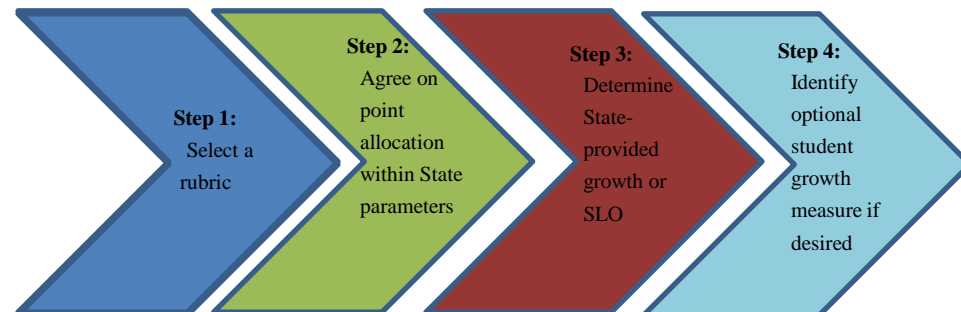 Step 1:
Select a
rubric
Step 2:
Agree on
point
allocation
within State
parameters
Step 3:
Determine
State-
provided
growth or
SLO
Step 4:
Identify
optional
student
growth
measure if
desired